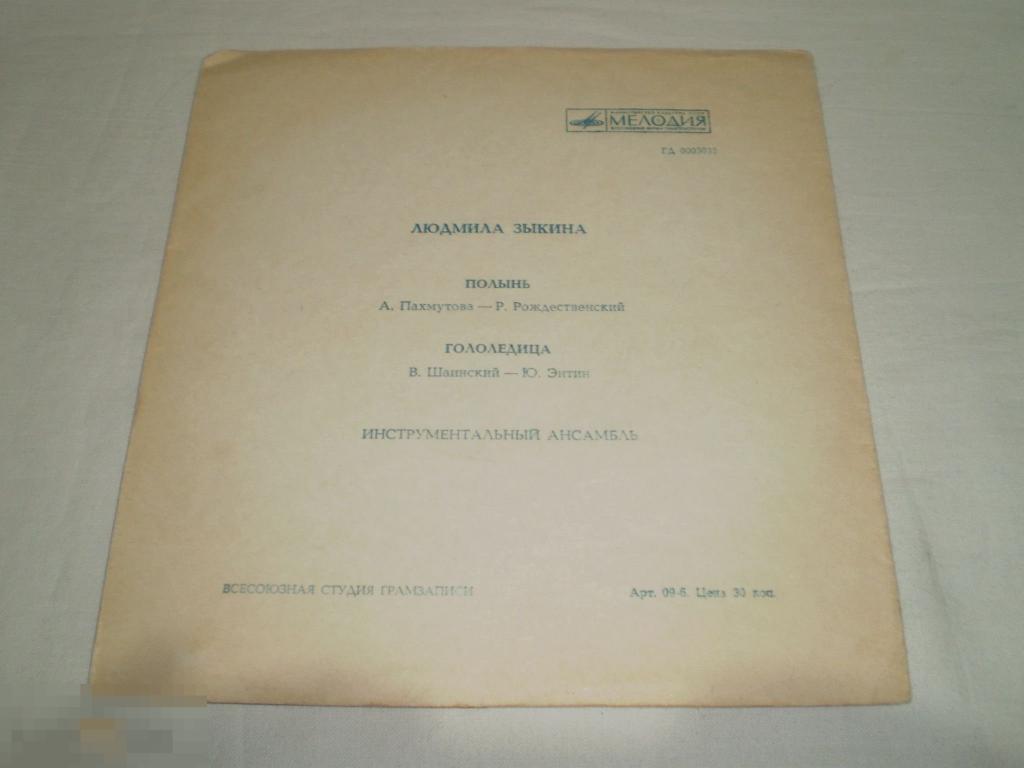 МЕЛОДИЯ
ГД
ЛЮДМИЛА ЗЫКИНА
ПОЛЫНЬ
А. Пахмутова — Р. Рождественский
ГОЛОЛЕДИЦА
В. Шаинский — Ю. Энтин
ИНСТРУМЕНТАЛЬНЫЙ АНСАМБЛЬ
ВСЕСОЮЗНАЯ СТУДИЯ ГРАМЗАПИСИ
Арт. 09-6. Цена 30 коп.